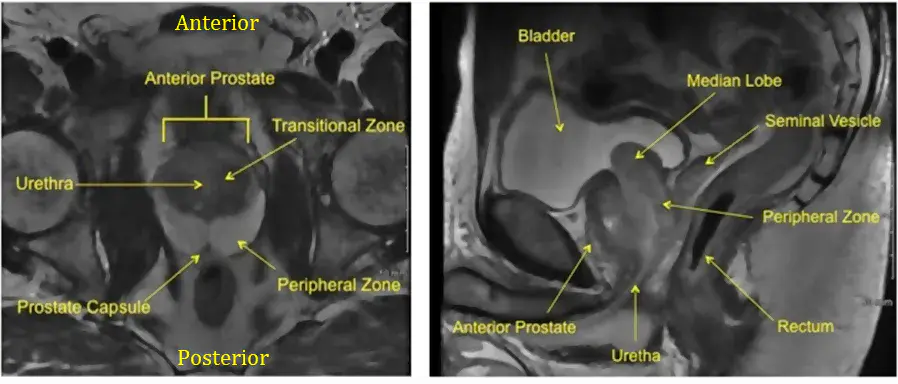 Anterior
Anterior Prostate
Transitional Zone
Urethra
Peripheral Zone
Prostate Capsule
Posterior
Bladder
Median Lobe
Seminal Vesicle
Peripheral Zone
Anterior Prostate
Rectum
Uretha